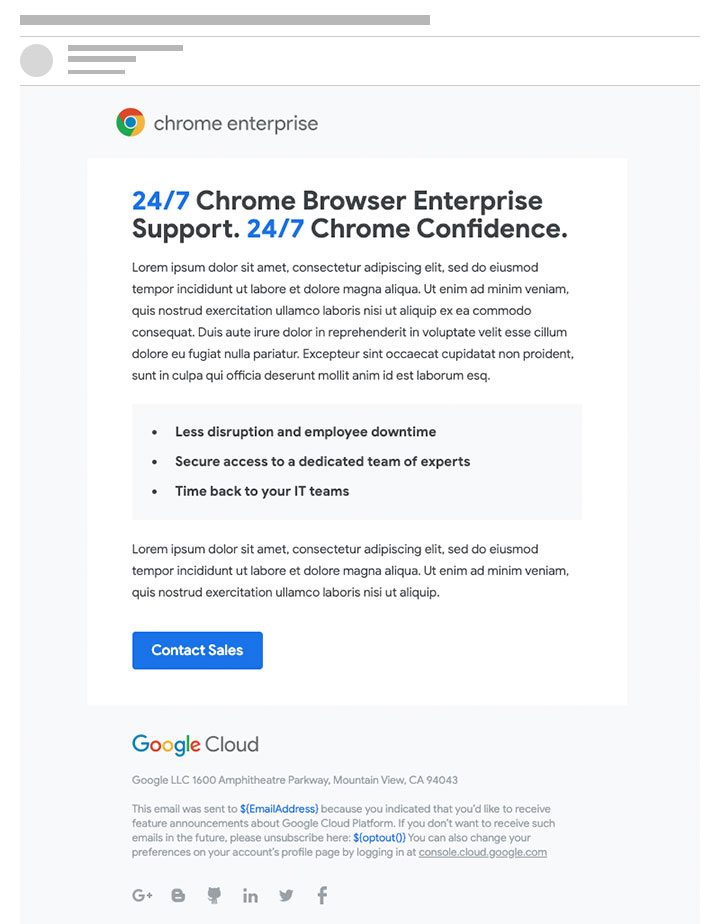 chrome enterprise
24/7 Chrome Browser Enterprise
Support. 24/7 Chrome Confidence.
Lorem ipsum dolor sit amet, consectetur adipiscing elit, sed do eiusmod
tempor incididunt ut labore et dolore magna aliqua. Ut enim ad minim veniam,
quis nostrud exercitation ullamco laboris nisi ut aliquip ex ea commodo
consequat. Duis aute irure dolor in reprehenderit in voluptate velit esse cillum
dolore eu fugiat nulla pariatur. Excepteur sint occaecat cupidatat non proident,
sunt in culpa qui officia deserunt mollit anim id est laborum esq.
• Less disruption and employee downtime
• Secure access to a dedicated team of experts
• Time back to your IT teams
Lorem ipsum dolor sit amet, consectetur adipiscing elit, sed do eiusmod
tempor incididunt ut labore et dolore magna aliqua. Ut enim ad minim veniam,
quis nostrud exercitation ullamco laboris nisi ut aliquip.
Contact Sales
Google Cloud
Google LLC 1600 Amphitheatre Parkway, Mountain View, CA 94043
This email was sent to ${EmailAddress} because you indicated that you'd like to receive
feature announcements about Google Cloud Platform. If you don't want to receive such
emails in the future, please unsubscribe here: ${optout()} You can also change your
preferences on your account's profile page by logging in at console.cloud.google.com
G+ in f